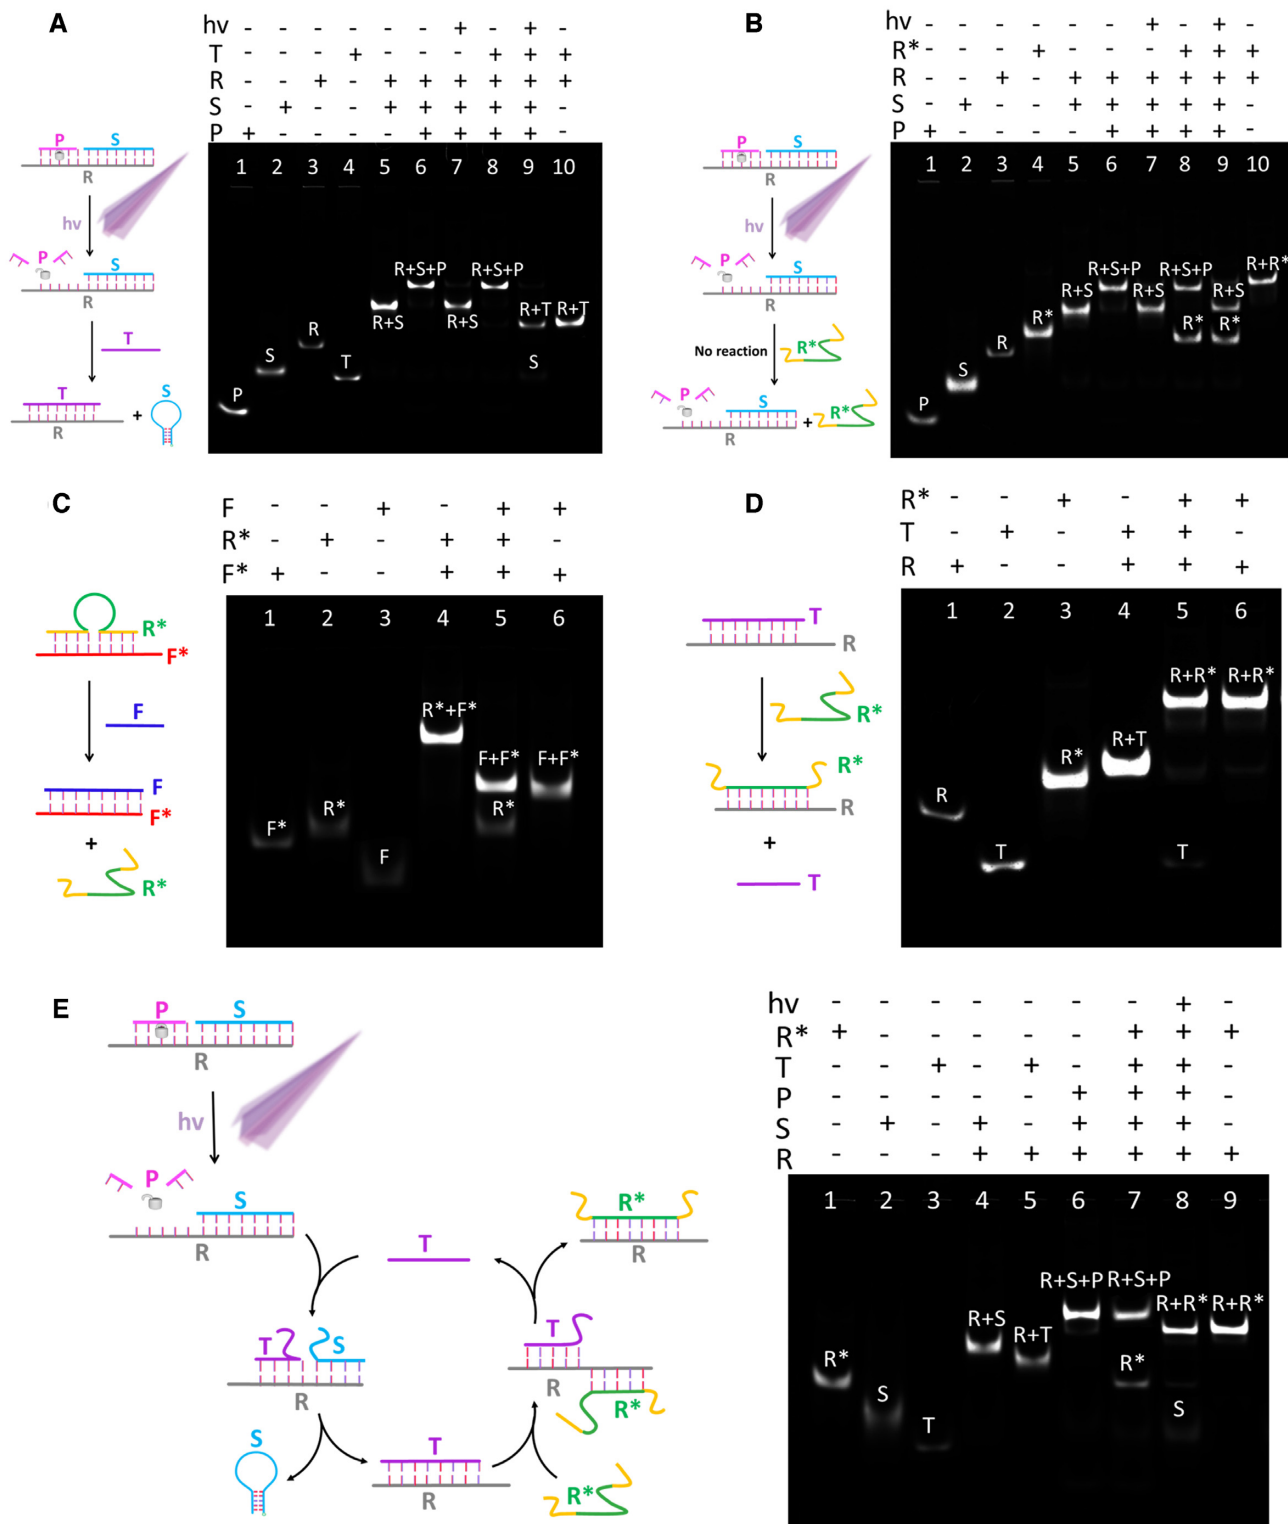 A
hv - - - - - - + - + -
T - - - + - - - + + +
R - - + - + + + + + +
S - + - - + + + + + -
P + - - - - + + + + -
1 2 3 4 5 6 7 8 9 10
P S
R
hv
P
S
R
T
T
S
+
R
R+S+P R+S+P
R+S R+S
R+T R+T
R
S
T
S
P
B
hv - - - - - - + - + -
R* - - - + - - - + + +
R - - + - + + + + + +
S - + - - + + + + + -
P + - - - - + + + + -
1 2 3 4 5 6 7 8 9 10
P S
R
hv
P
S
R
No reaction
R*
P
S
+ R*
R
R+S+P R+S+P R+R*
R+S R+S R+S
R* R* R*
R
S
P
C
F - - + - + +
R* - + - + + -
F* + - - + + +
1 2 3 4 5 6
R*
F*
F
F
F*
+
R*
R*+F*
F+F* F+F*
R* R*
F*
F
D
R* - - + - + +
T - + - + + -
R + - - + + +
1 2 3 4 5 6
T
R
R*
R*
R
+
T
R+R* R+R*
R+T
R*
R
T T
E
hv - - - - - - - + -
R* + - - - - - + + +
T - - + - + - + + -
P - - - - - + + + -
S - + - + - + + + -
R - - - + + + + + +
1 2 3 4 5 6 7 8 9
P S
R
hv
P
S
R
T
R*
R
T S
R
T
R
R*
S
T
R
R*
R+S+P R+S+P
R+R* R+R*
R+S
R+T
R* R*
S S
T